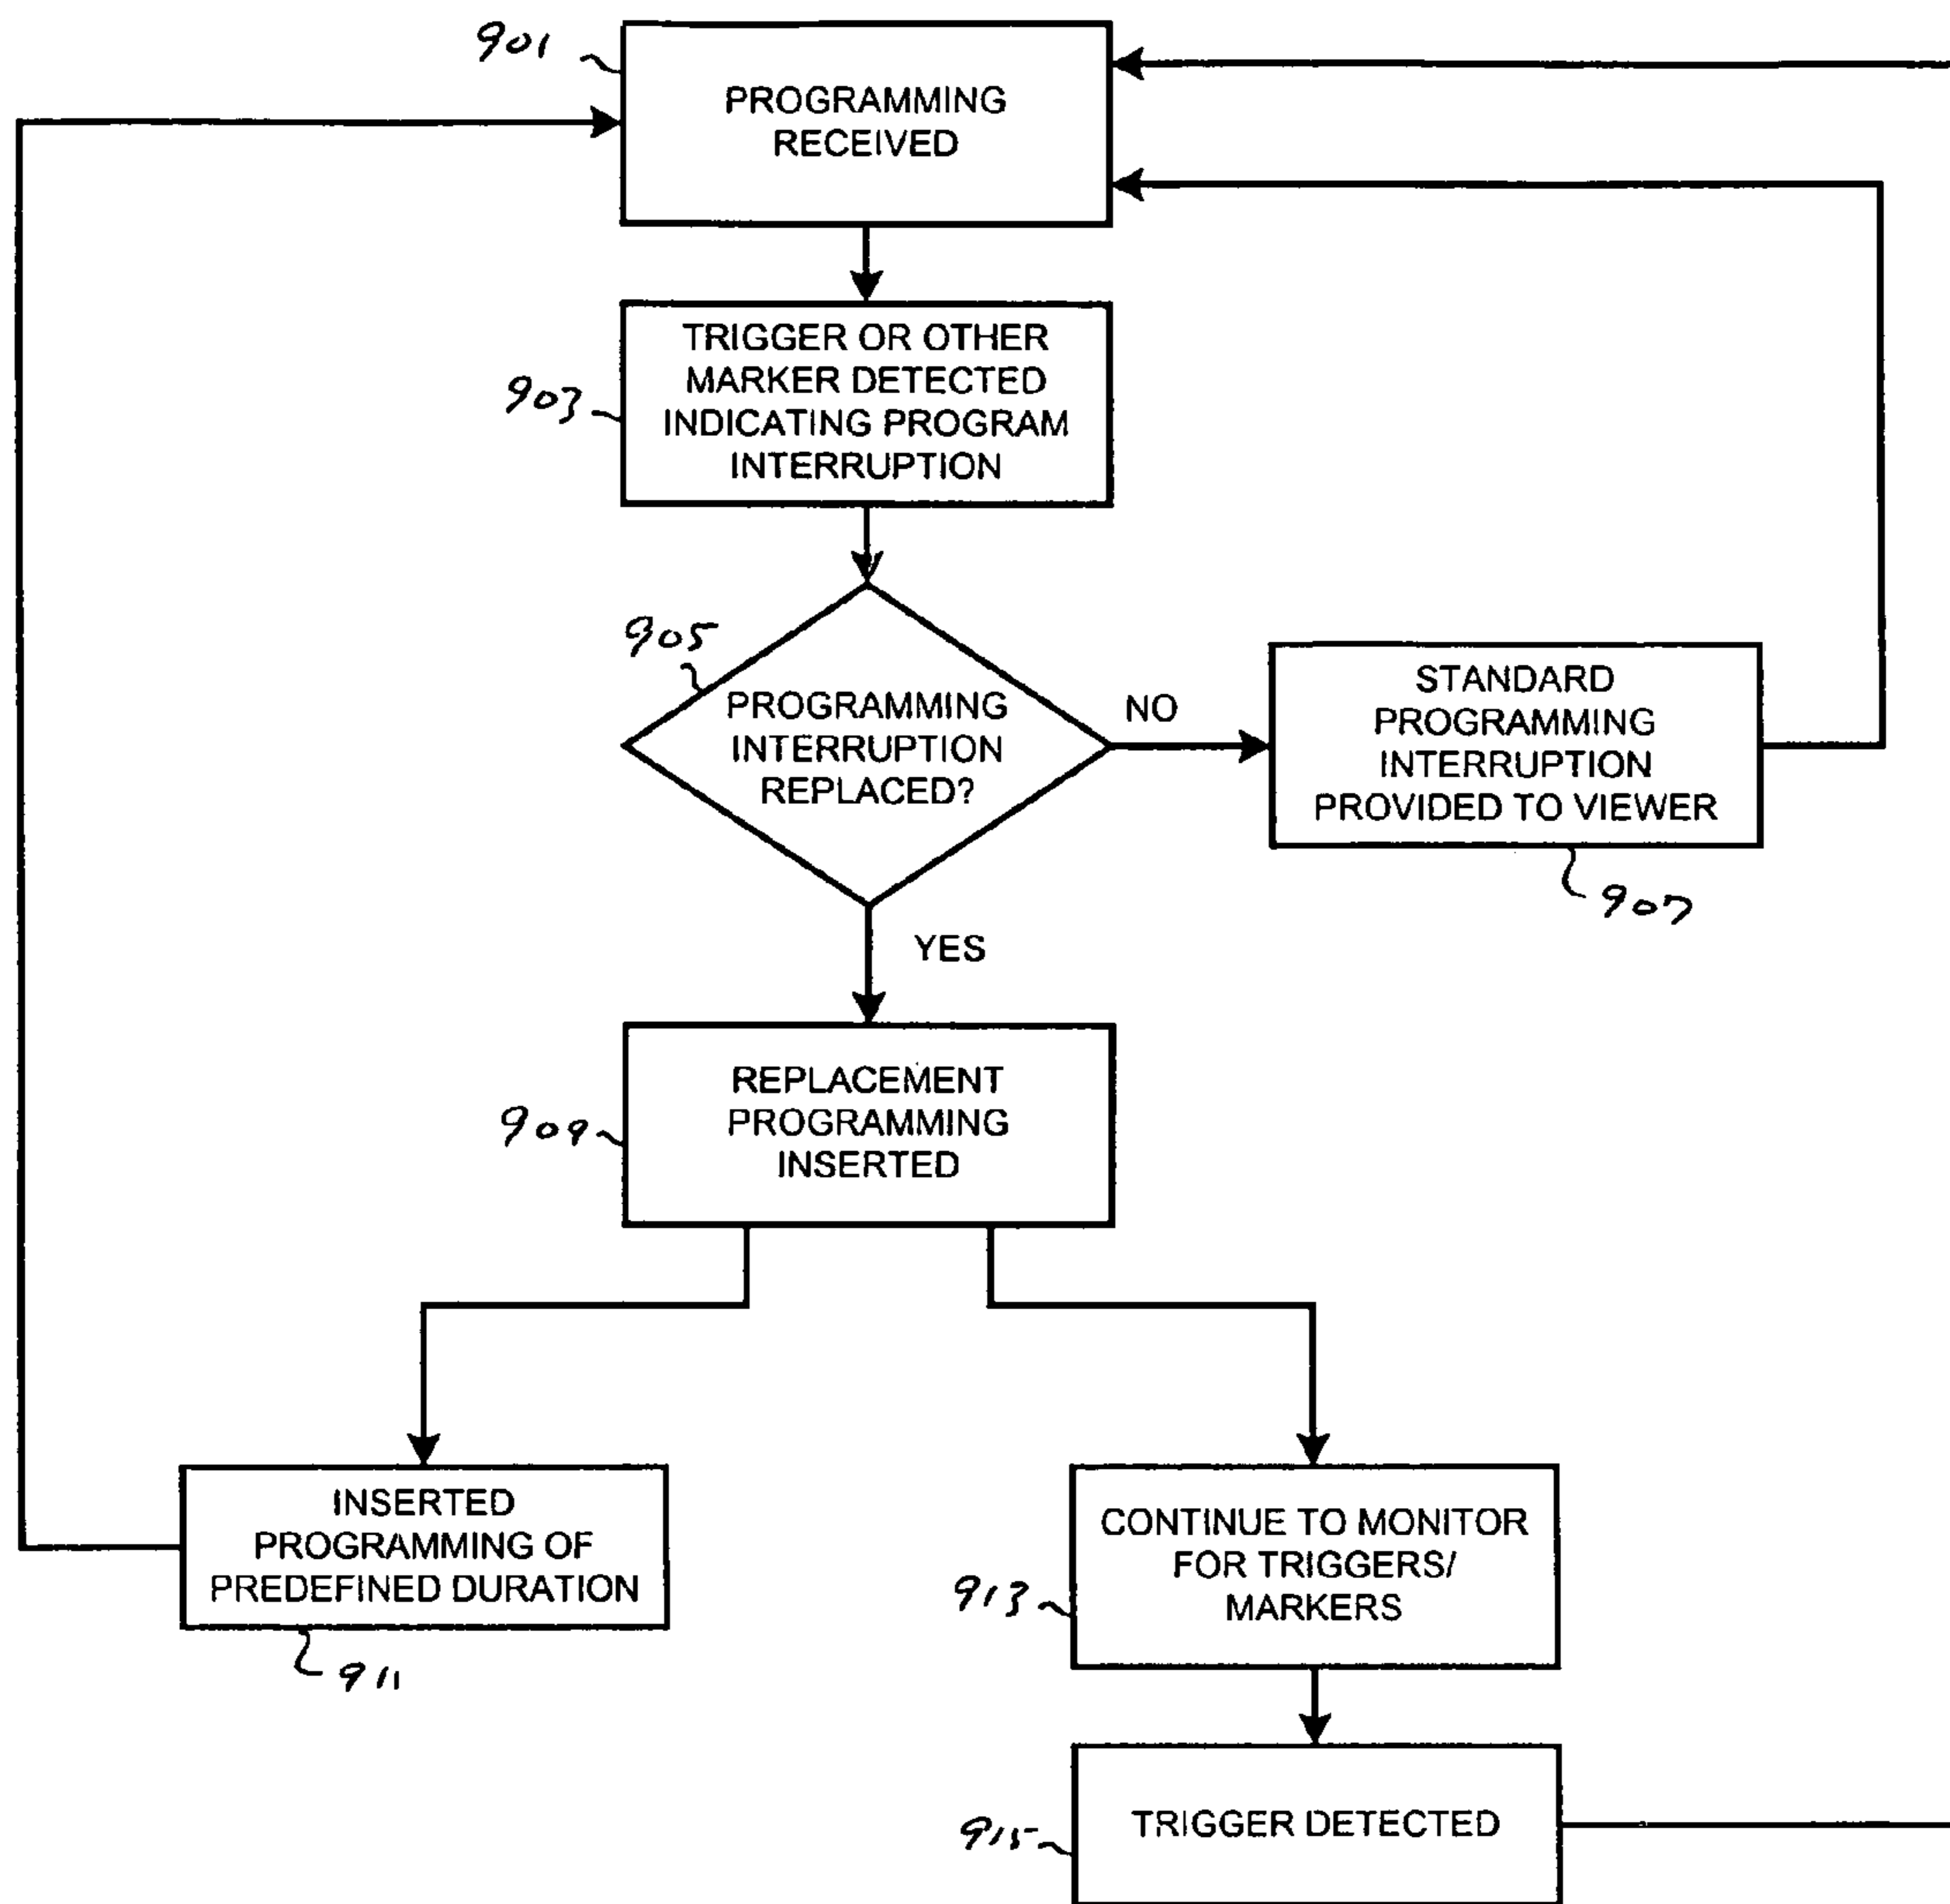 901
PROGRAMMING
RECEIVED
903
TRIGGER OR OTHER
MARKER DETECTED
INDICATING PROGRAM
INTERRUPTION
905
PROGRAMMING
INTERRUPTION
REPLACED?
NO
STANDARD
PROGRAMMING
INTERRUPTION
PROVIDED TO VIEWER
907
YES
909
REPLACEMENT
PROGRAMMING
INSERTED
INSERTED
PROGRAMMING OF
PREDEFINED DURATION
911
913
CONTINUE TO MONITOR
FOR TRIGGERS/
MARKERS
915
TRIGGER DETECTED